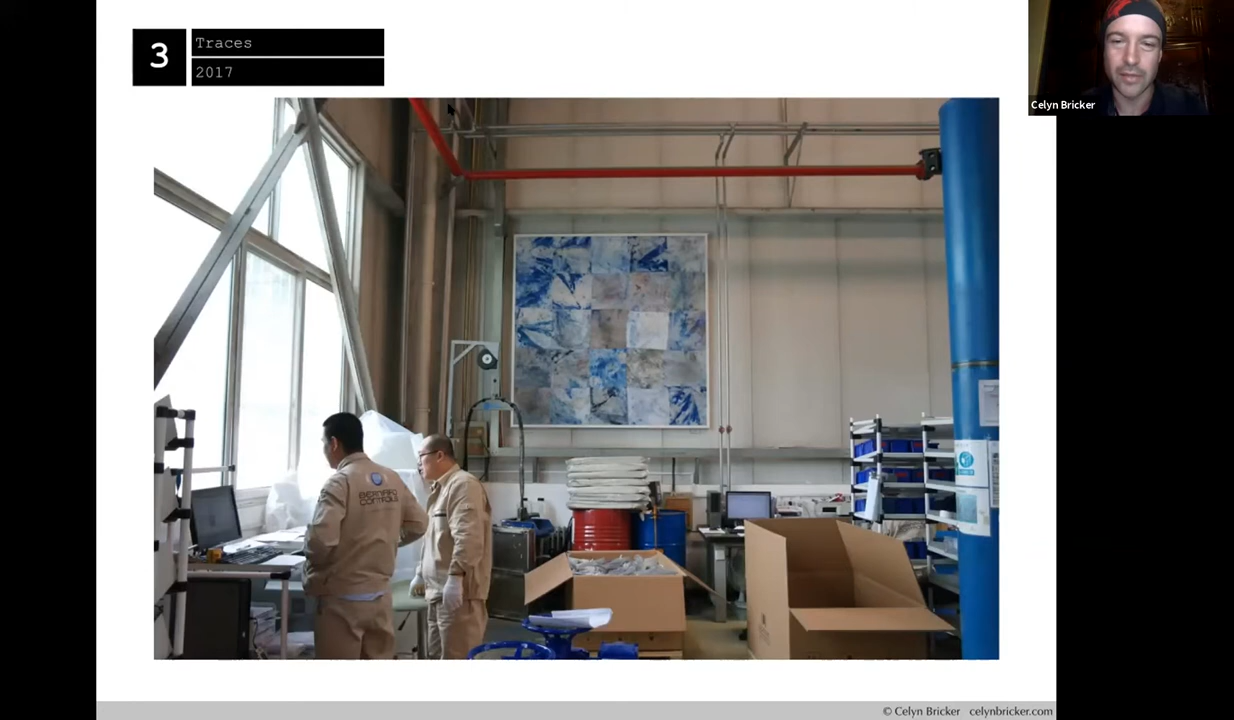 3
Traces
2017
Celyn Bricker
BERNARD
CONTROLS
© Celyn Bricker celynbricker.com